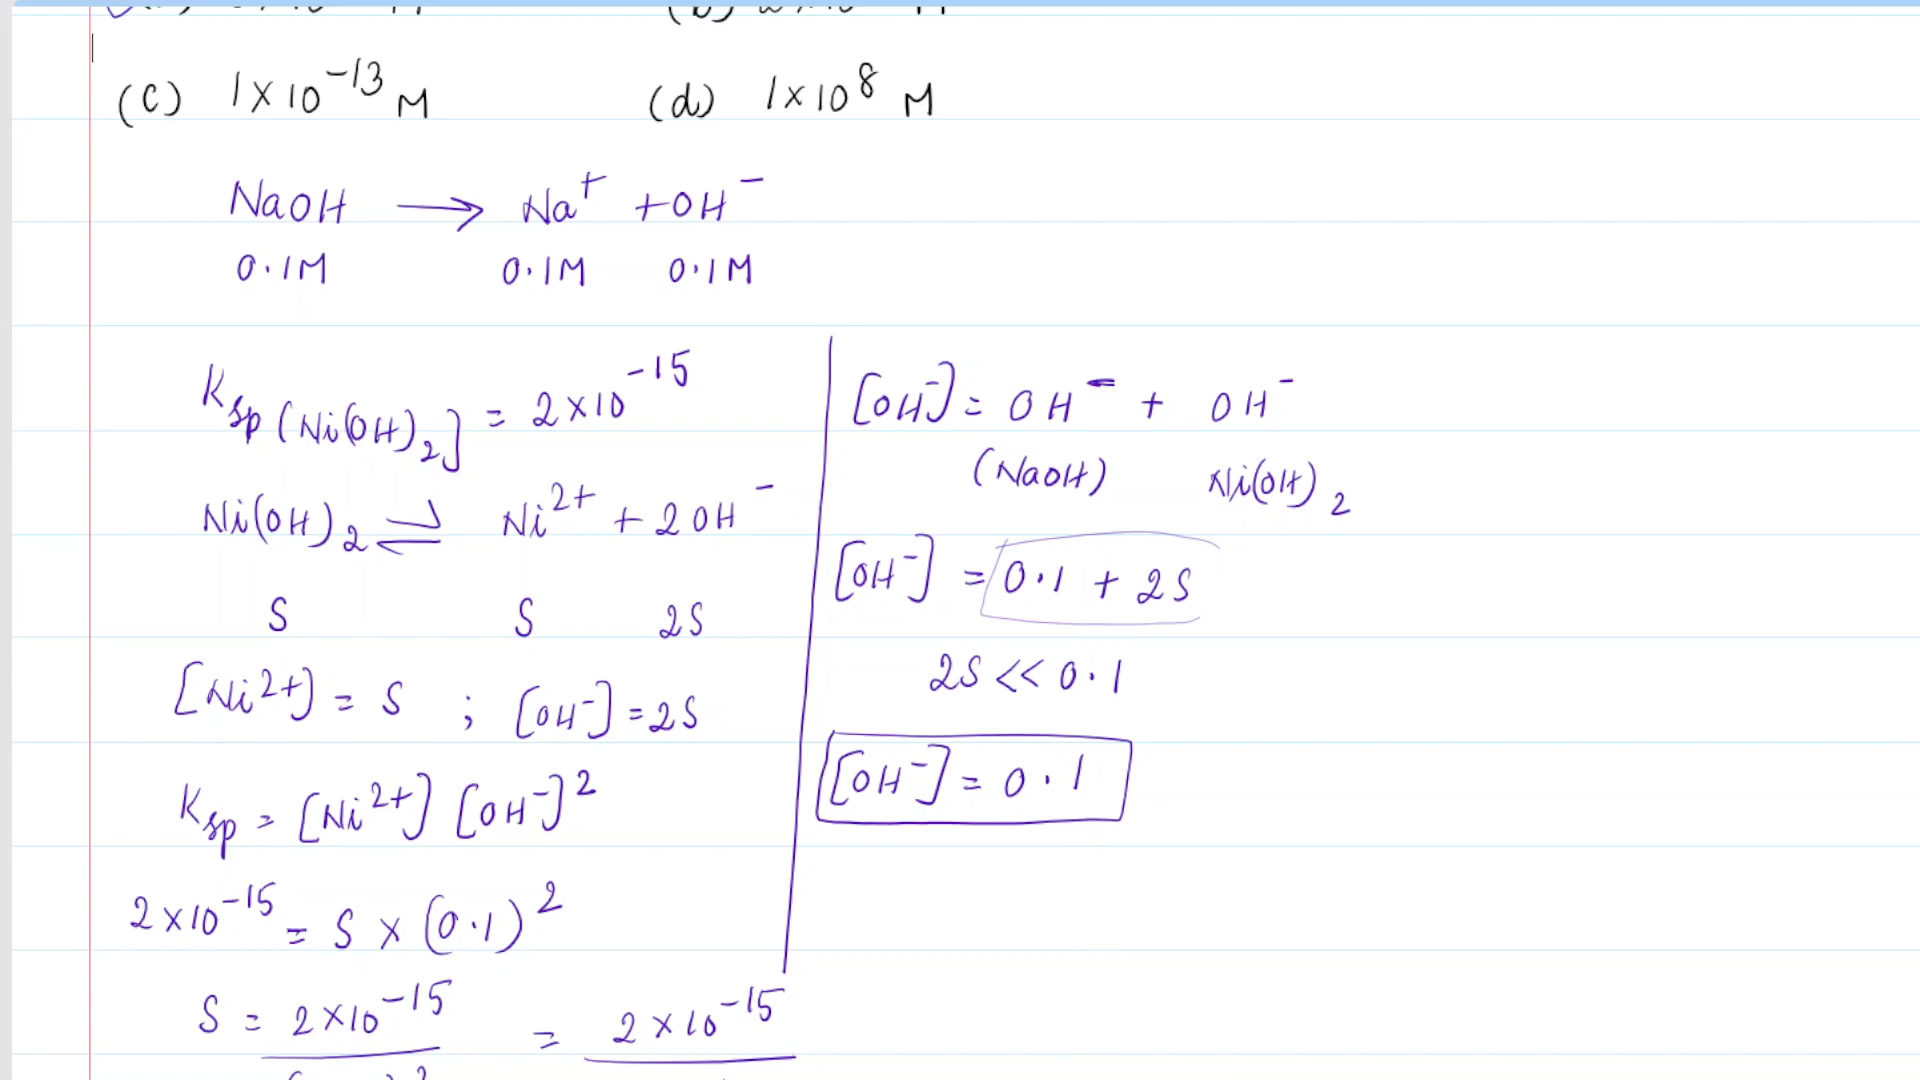 (c) 1×10⁻¹³ M (d) 1×10⁸ M
NaOH ⟶ Na⁺ + OH⁻
0.1M 0.1M 0.1M
Ksp (Ni(OH)₂] = 2×10⁻¹⁵
Ni(OH)₂ ⇌ Ni²⁺ + 2OH⁻
S S 2S
[Ni²⁺] = S ; [OH⁻] = 2S
Ksp = [Ni²⁺] [OH⁻]²
2×10⁻¹⁵ = S × (0.1)²
S = 2×10⁻¹⁵ = 2×10⁻¹⁵
[OH⁻] = OH⁻ + OH⁻
(NaOH) Ni(OH)₂
[OH⁻] = 0.1 + 2S
2S << 0.1
[OH⁻] = 0.1